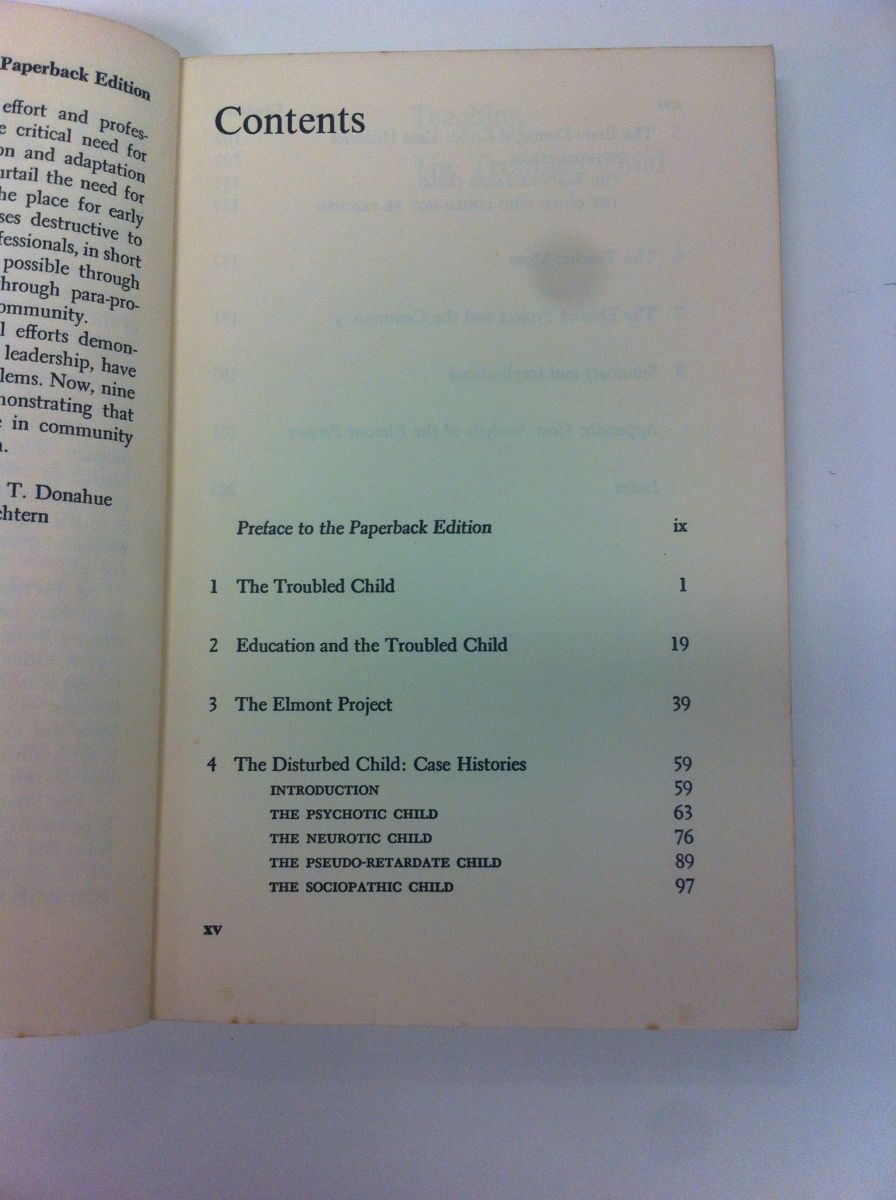 Paperback Edition
effort and profes-
critical need for
on and adaptation
urtail the need for
he place for early
ses destructive to
fessionals, in short
possible through
hrough para-pro-
ommunity.
l efforts demon-
leadership, have
lems. Now, nine
monstrating that
in community
T. Donahue
chtern
Contents
Preface to the Paperback Edition ix
1 The Troubled Child 1
2 Education and the Troubled Child 19
3 The Elmont Project 39
4 The Disturbed Child: Case Histories 59
INTRODUCTION 59
THE PSYCHOTIC CHILD 63
THE NEUROTIC CHILD 76
THE PSEUDO-RETARDATE CHILD 89
THE SOCIOPATHIC CHILD 97
xv